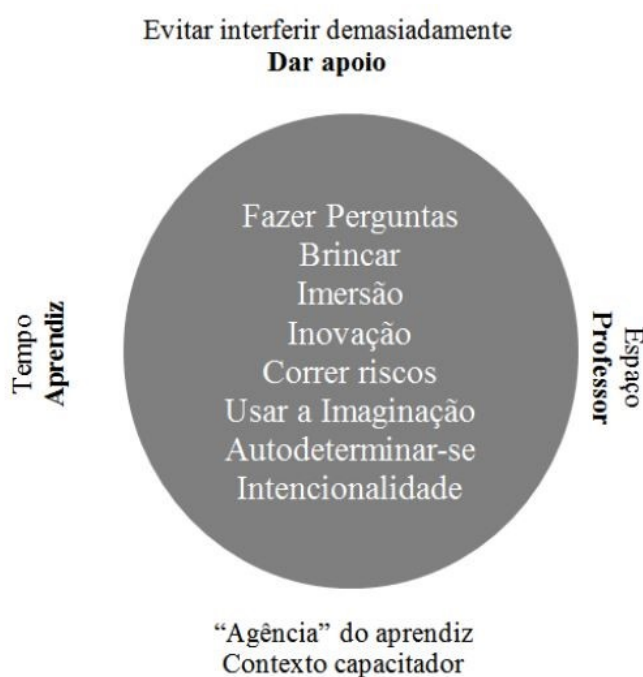 Evitar interferir demasiadamente
Dar apoio
Fazer Perguntas
Brincar
Imersão
Inovação
Correr riscos
Usar a Imaginação
Autodeterminar-se
Intencionalidade
Tempo
Aprendiz
Espaço
Professor
“Agência” do aprendiz
Contexto capacitador